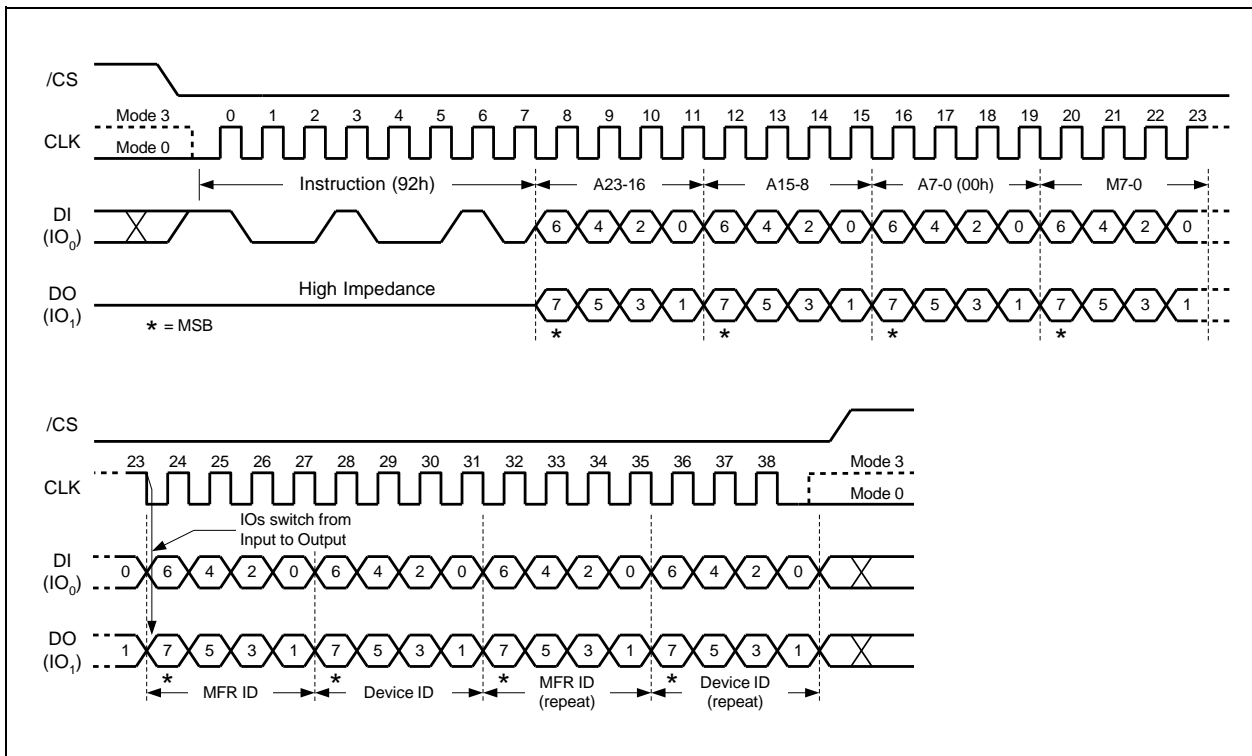 /CS
Mode 3 0 1 2 3 4 5 6 7 8 9 10 11 12 13 14 15 16 17 18 19 20 21 22 23
CLK
Mode 0
Instruction (92h) A23-16 A15-8 A7-0 (00h) M7-0
DI
(IO0)
6 4 2 0 6 4 2 0 6 4 2 0 6 4 2 0
High Impedance
DO
(IO1)
7 5 3 1 7 5 3 1 7 5 3 1 7 5 3 1
* = MSB
* * * *
/CS
23 24 25 26 27 28 29 30 31 32 33 34 35 36 37 38 Mode 3
CLK
Mode 0
IOs switch from
Input to Output
DI
(IO0)
0 6 4 2 0 6 4 2 0 6 4 2 0 6 4 2 0
DO
(IO1)
1 7 5 3 1 7 5 3 1 7 5 3 1 7 5 3 1
* * * *
MFR ID Device ID MFR ID
(repeat)
Device ID
(repeat)